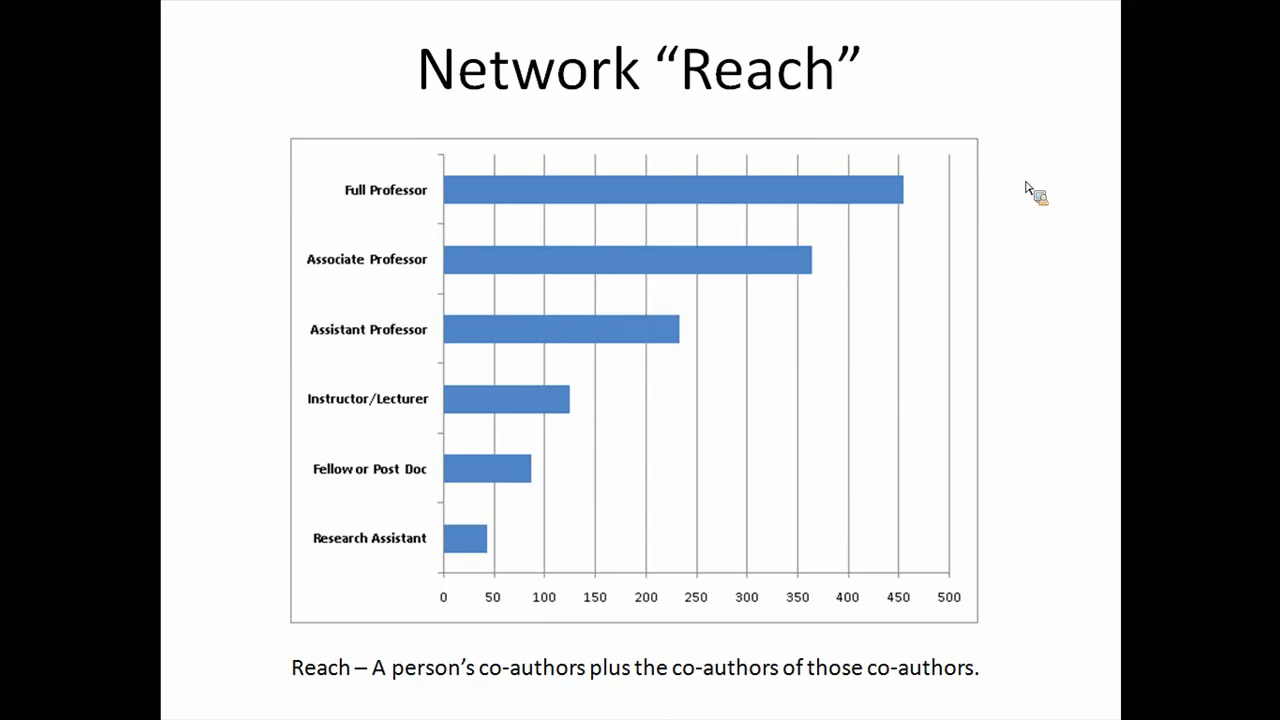 Network “Reach”
Full Professor
Associate Professor
Assistant Professor
Instructor/Lecturer
Fellow or Post Doc
Research Assistant
0 50 100 150 200 250 300 350 400 450 500
Reach – A person’s co-authors plus the co-authors of those co-authors.